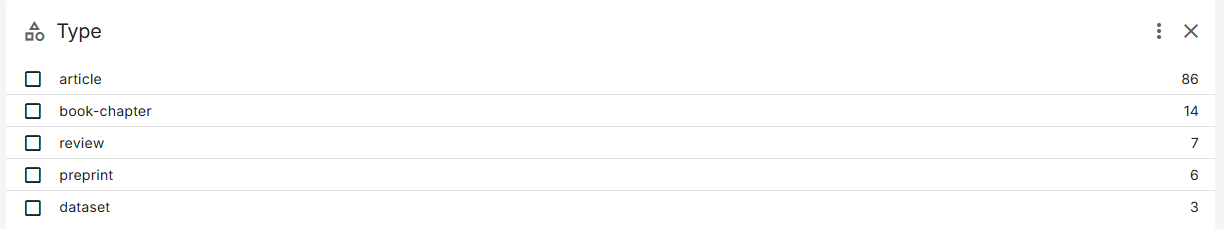 Type
article 86
book-chapter 14
review 7
preprint 6
dataset 3